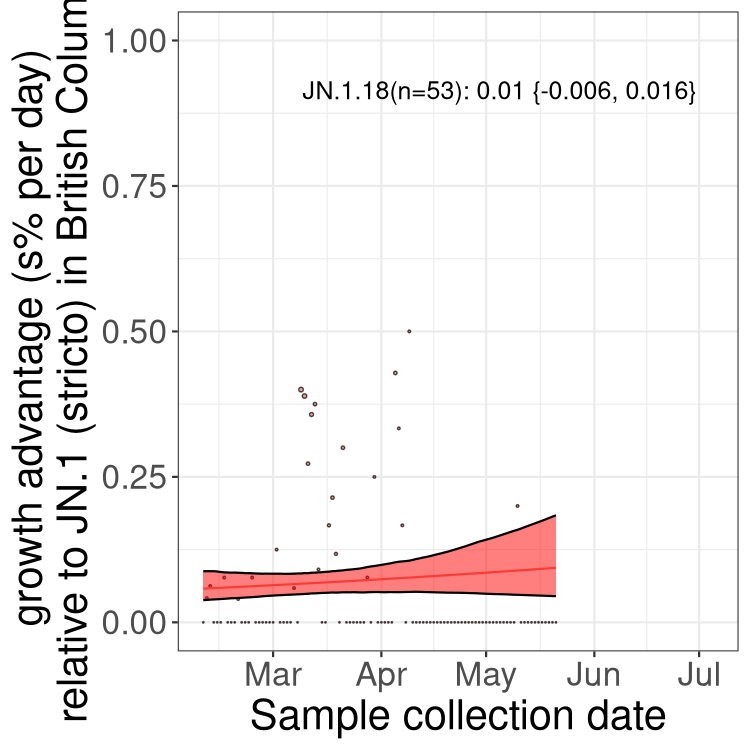 growth advantage (s% per day)
relative to JN.1 (stricto) in British Colum
1.00
0.75
0.50
0.25
0.00
JN.1.18(n=53): 0.01 {-0.006, 0.016}
Mar Apr May Jun Jul
Sample collection date